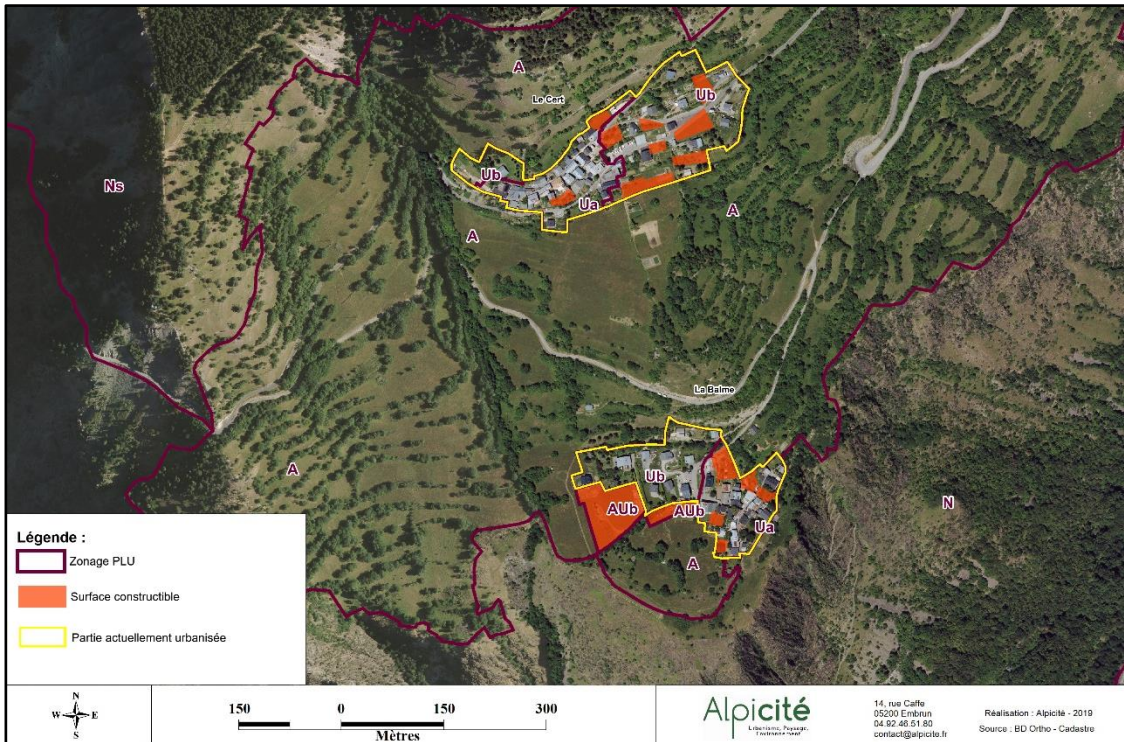 A
Le Cert
Ub
Ns
Ub
Ua
A
A
La Balme
A
Ub
AUb
AUb
Ua
N
A
Légende :
Zonage PLU
Surface constructible
Partie actuellement urbanisée
N
W E
S
150 0 150 300
Mètres
Alpicité
Urbanisme, Paysage,
Environnement
14, rue Caffe
05200 Embrun
04.92.46.51.80
contact@alpicite.fr
Réalisation : Alpicité - 2019
Source : BD Ortho - Cadastre